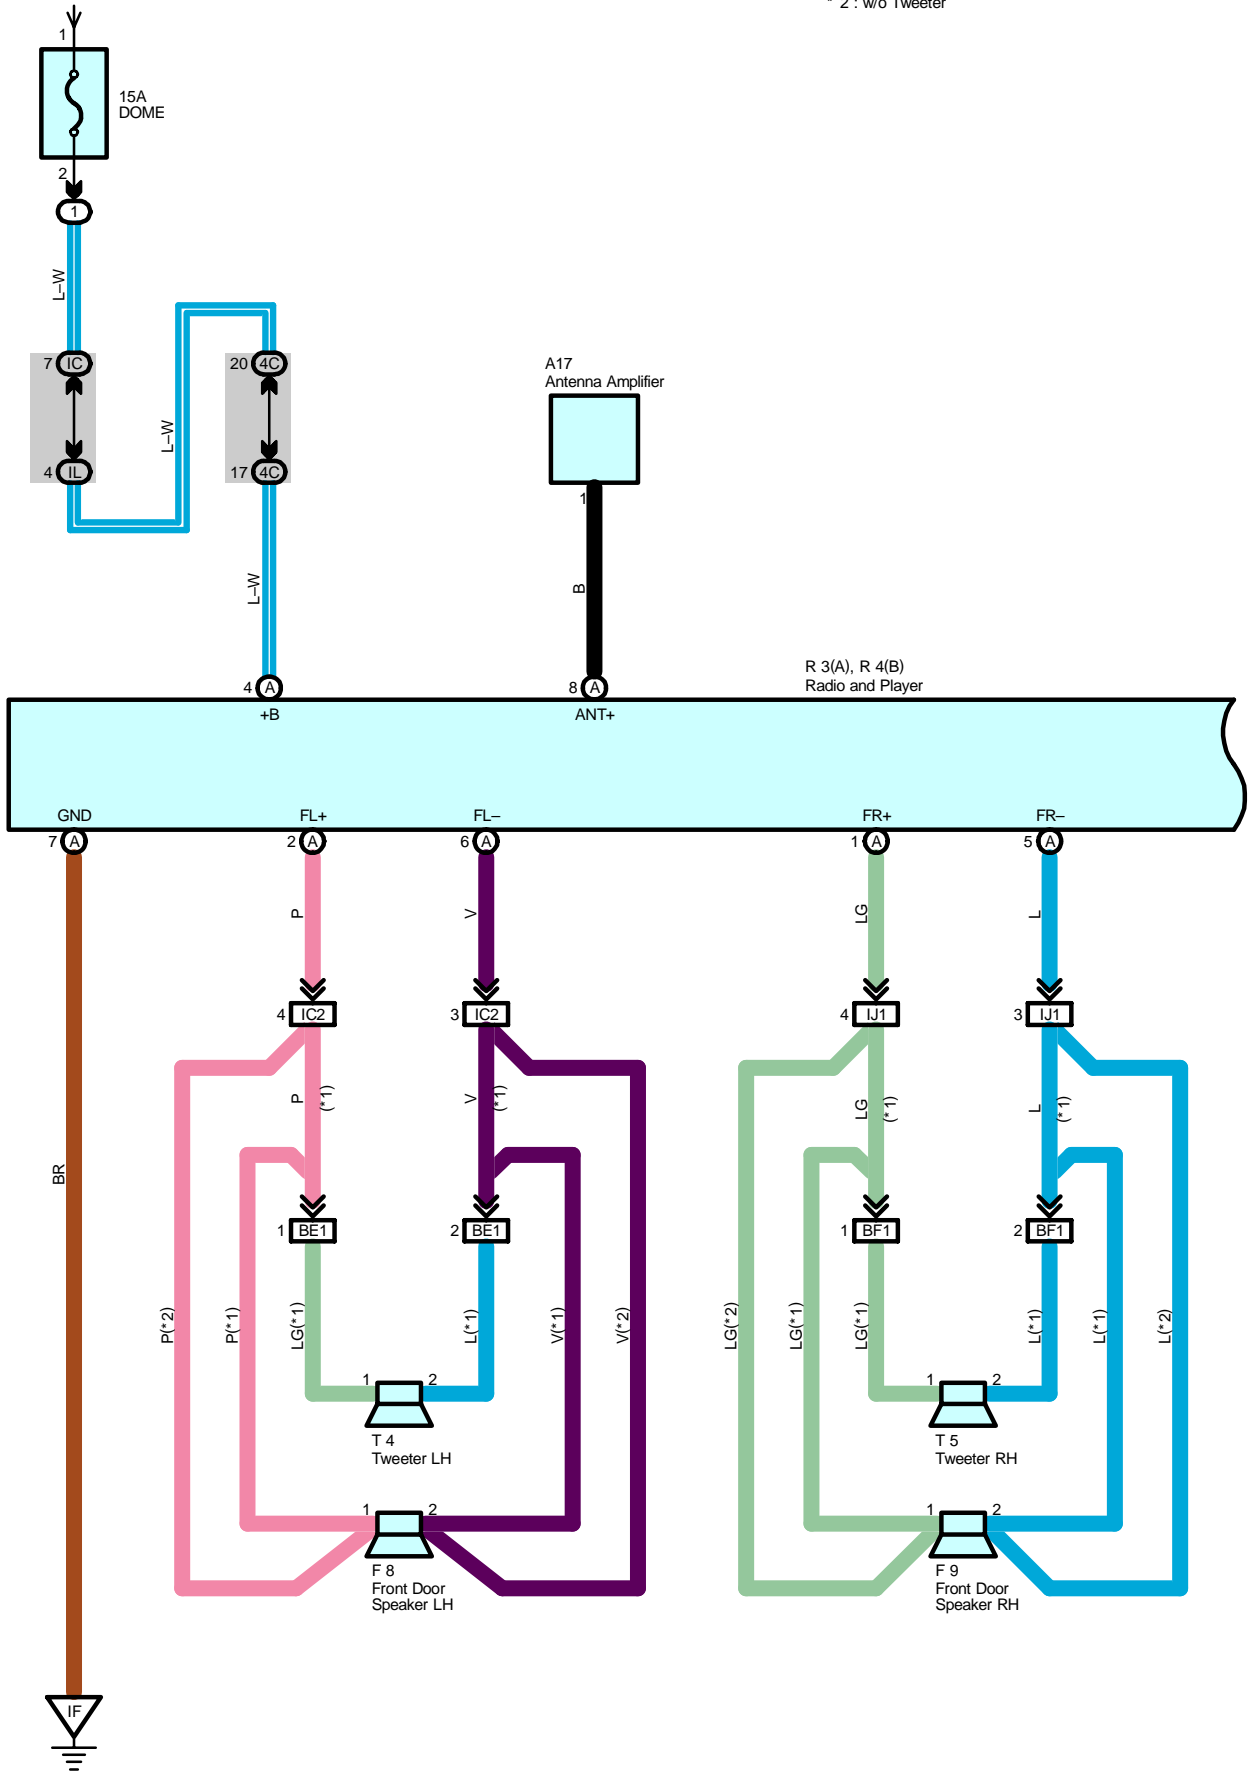 * 2 : w/o Tweeter
1
15A
DOME
2
1
L–W
7 IC
20 4C
A17
Antenna Amplifier
L–W
4 IL
17 4C
1
L–W
B
R 3(A), R 4(B)
Radio and Player
4 A
8 A
+B
ANT+
GND
FL+
FL–
FR+
FR–
7 A
2 A
6 A
1 A
5 A
P
V
LG
L
4 IC2
3 IC2
4 IJ1
3 IJ1
P
(*1)
V
(*1)
LG
(*1)
L
(*1)
BR
1 BE1
2 BE1
1 BF1
2 BF1
P(*2)
P(*1)
LG(*1)
L(*1)
V(*1)
V(*2)
LG(*2)
LG(*1)
LG(*1)
L(*1)
L(*1)
L(*2)
1 2
1 2
T 4
Tweeter LH
T 5
Tweeter RH
1 2
1 2
F 8
Front Door
Speaker LH
F 9
Front Door
Speaker RH
IF